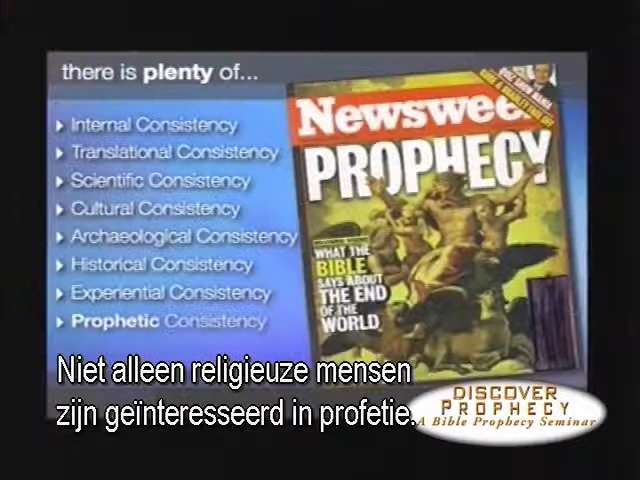 there is plenty of...
Internal Consistency
Translational Consistency
Scientific Consistency
Cultural Consistency
Archaeological Consistency
Historical Consistency
Experiential Consistency
Prophetic Consistency
Newswee
PROPHECY
WHAT THE
BIBLE
SAYS ABOUT
THE END
OF THE
WORLD
Niet alleen religieuze mensen
zijn geïnteresseerd in profetie.
DISCOVER
PROPHECY
A Bible Prophecy Seminar